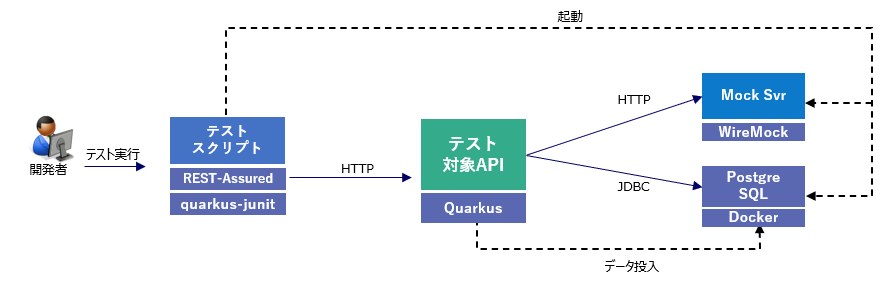 起動
テスト
スクリプト
REST-Assured
quarkus-junit
開発者
テスト実行
HTTP
テスト
対象API
Quarkus
HTTP
JDBC
Mock Svr
WireMock
Postgre
SQL
Docker
データ投入